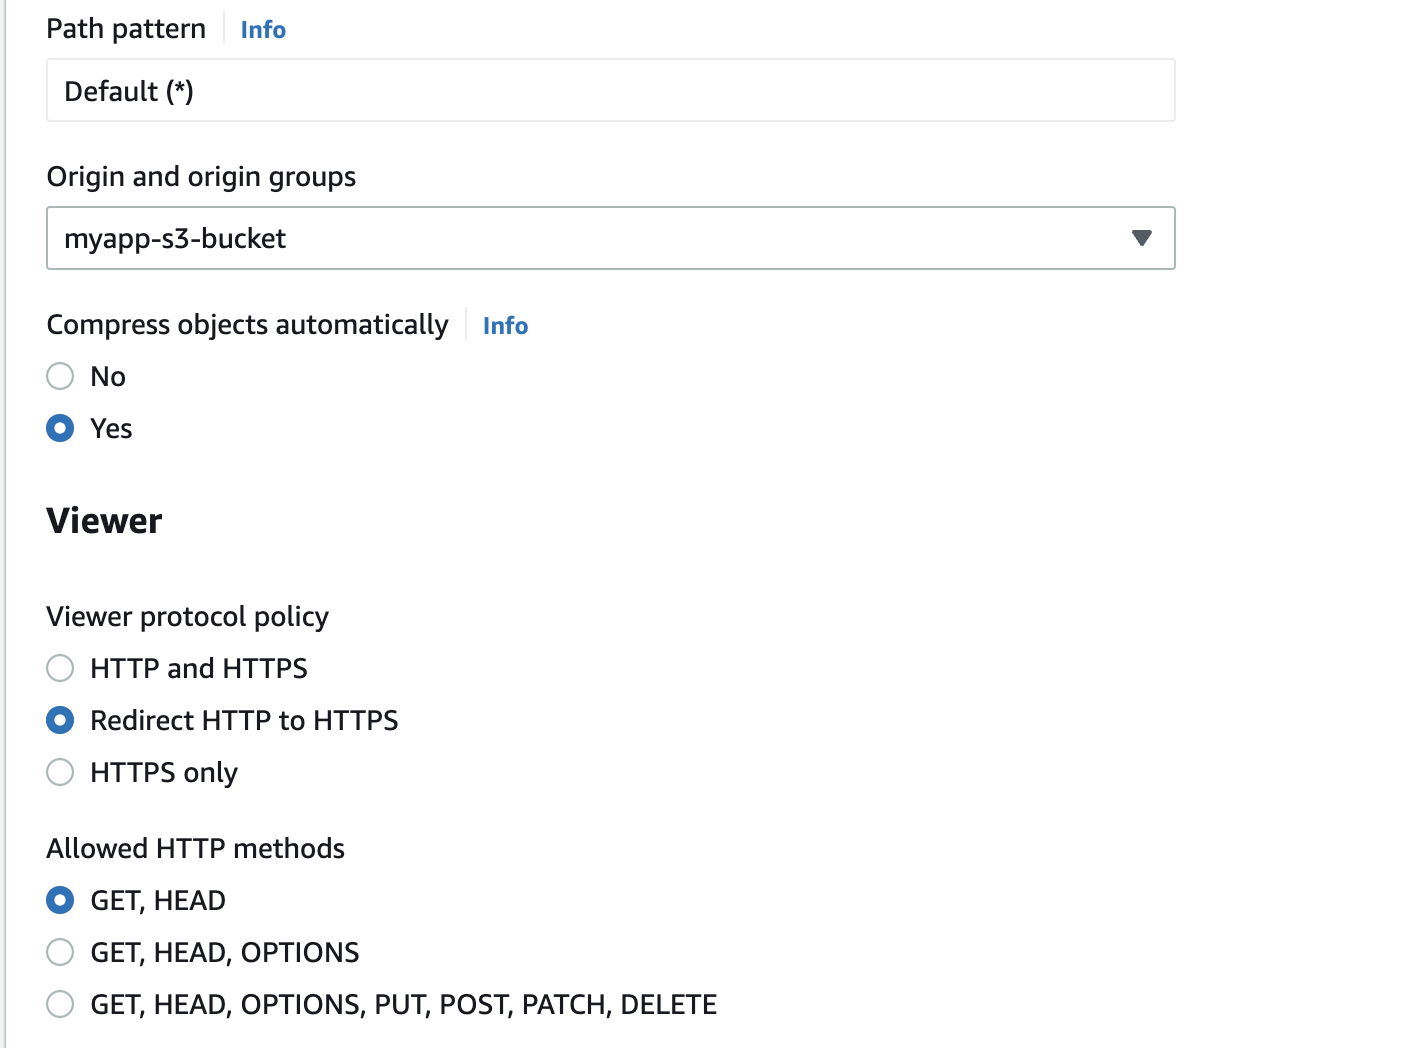 Path pattern Info
Default (*)
Origin and origin groups
myapp-s3-bucket
Compress objects automatically Info
No
Yes
Viewer
Viewer protocol policy
HTTP and HTTPS
Redirect HTTP to HTTPS
HTTPS only
Allowed HTTP methods
GET, HEAD
GET, HEAD, OPTIONS
GET, HEAD, OPTIONS, PUT, POST, PATCH, DELETE